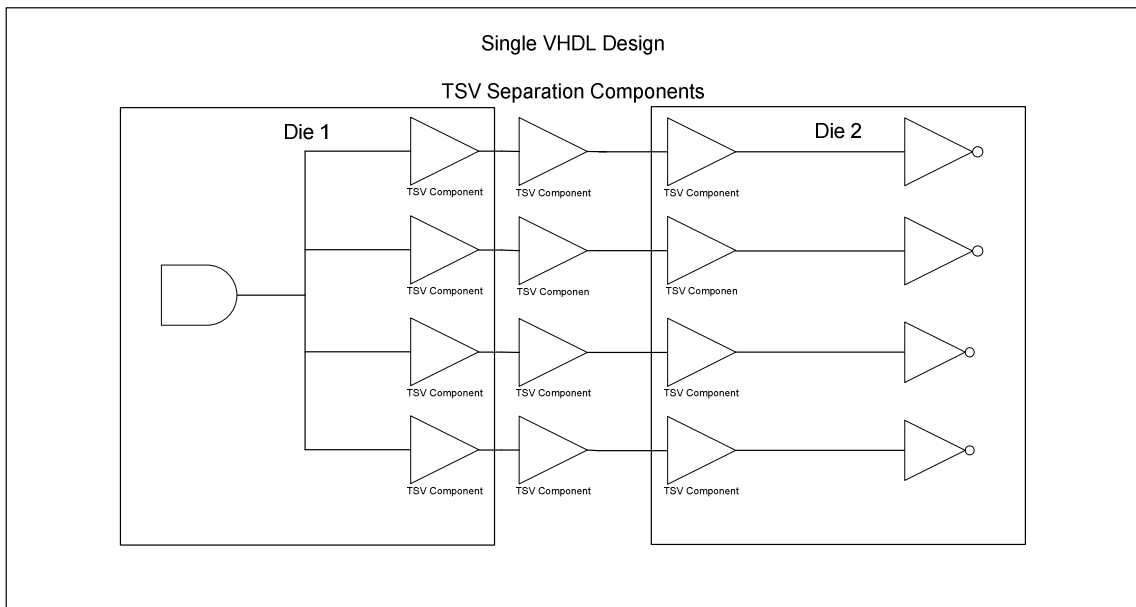 Single VHDL Design
TSV Separation Components
Die 1
Die 2
TSV Component
TSV Component
TSV Component
TSV Component
TSV Componen
TSV Componen
TSV Component
TSV Component
TSV Component
TSV Component
TSV Component
TSV Component